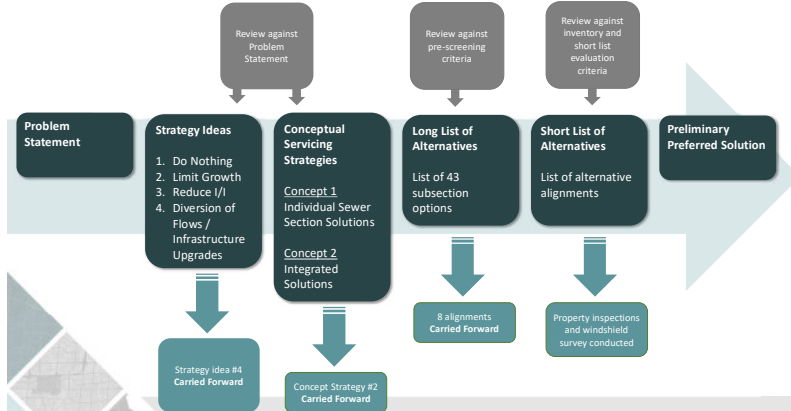 Review against
Problem
Statement
Review against
pre-screening
criteria
Review against
inventory and
short list
evaluation
criteria
Problem
Statement
Strategy Ideas
1. Do Nothing
2. Limit Growth
3. Reduce I/I
4. Diversion of
Flows /
Infrastructure
Upgrades
Conceptual
Servicing
Strategies
Concept 1
Individual Sewer
Section Solutions
Concept 2
Integrated
Solutions
Long List of
Alternatives
List of 43
subsection
options
Short List of
Alternatives
List of alternative
alignments
Preliminary
Preferred Solution
Strategy idea #4
Carried Forward
Concept Strategy #2
Carried Forward
8 alignments
Carried Forward
Property inspections
and windshield
survey conducted